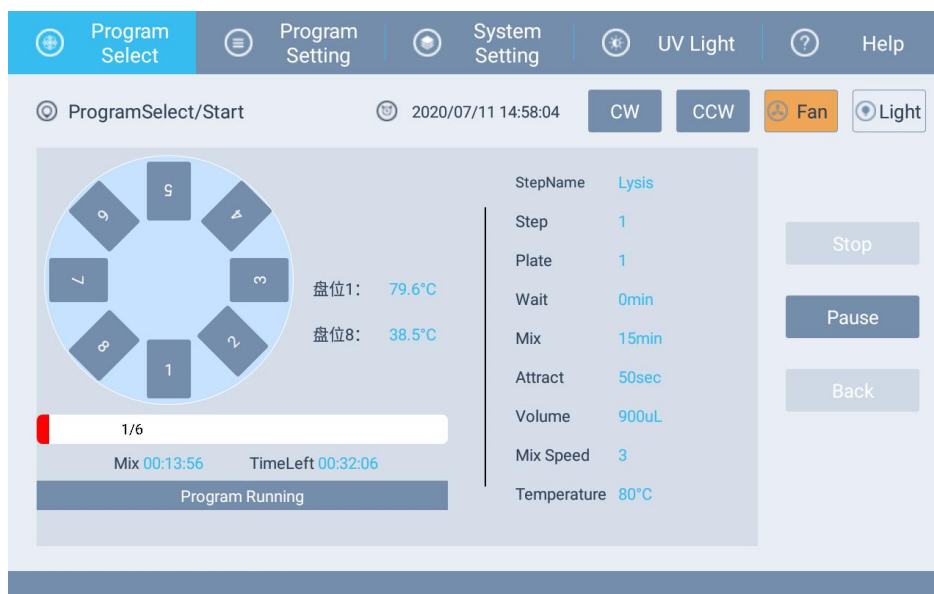 Program Select
Program Setting
System Setting
UV Light
? Help
ProgramSelect/Start
2020/07/11 14:58:04
CW
CCW
Fan
Light
5
6
4
7
3
8
2
1
盘位1: 79.6°C
盘位8: 38.5°C
1/6
Mix 00:13:56 TimeLeft 00:32:06
Program Running
StepName Lysis
Step 1
Plate 1
Wait 0min
Mix 15min
Attract 50sec
Volume 900uL
Mix Speed 3
Temperature 80°C
Stop
Pause
Back